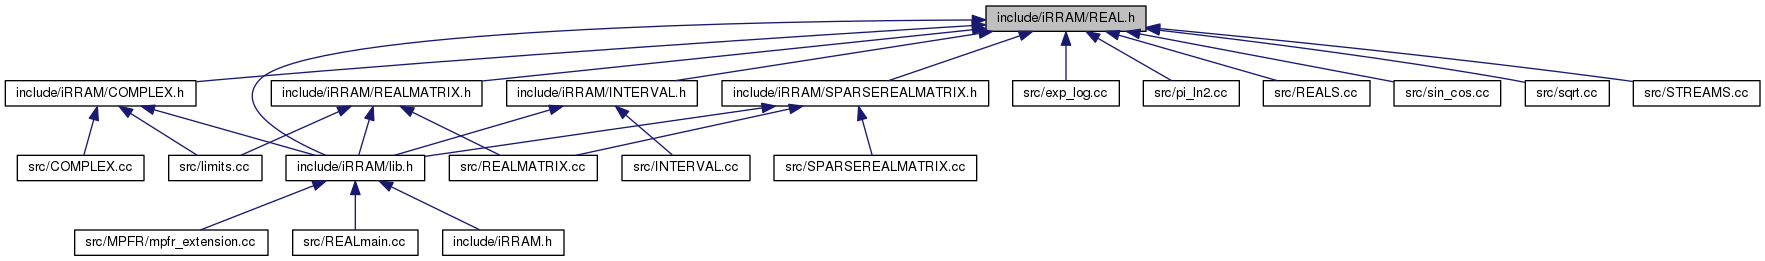 include/iRRAM/REAL.h
include/iRRAM/COMPLEX.h
include/iRRAM/REALMATRIX.h
include/iRRAM/INTERVAL.h
include/iRRAM/SPARSEREALMATRIX.h
src/exp_log.cc
src/pi_ln2.cc
src/REALS.cc
src/sin_cos.cc
src/sqrt.cc
src/STREAMS.cc
src/COMPLEX.cc
src/limits.cc
include/iRRAM/lib.h
src/REALMATRIX.cc
src/INTERVAL.cc
src/SPARSEREALMATRIX.cc
src/MPFR/mpfr_extension.cc
src/REALmain.cc
include/iRRAM.h